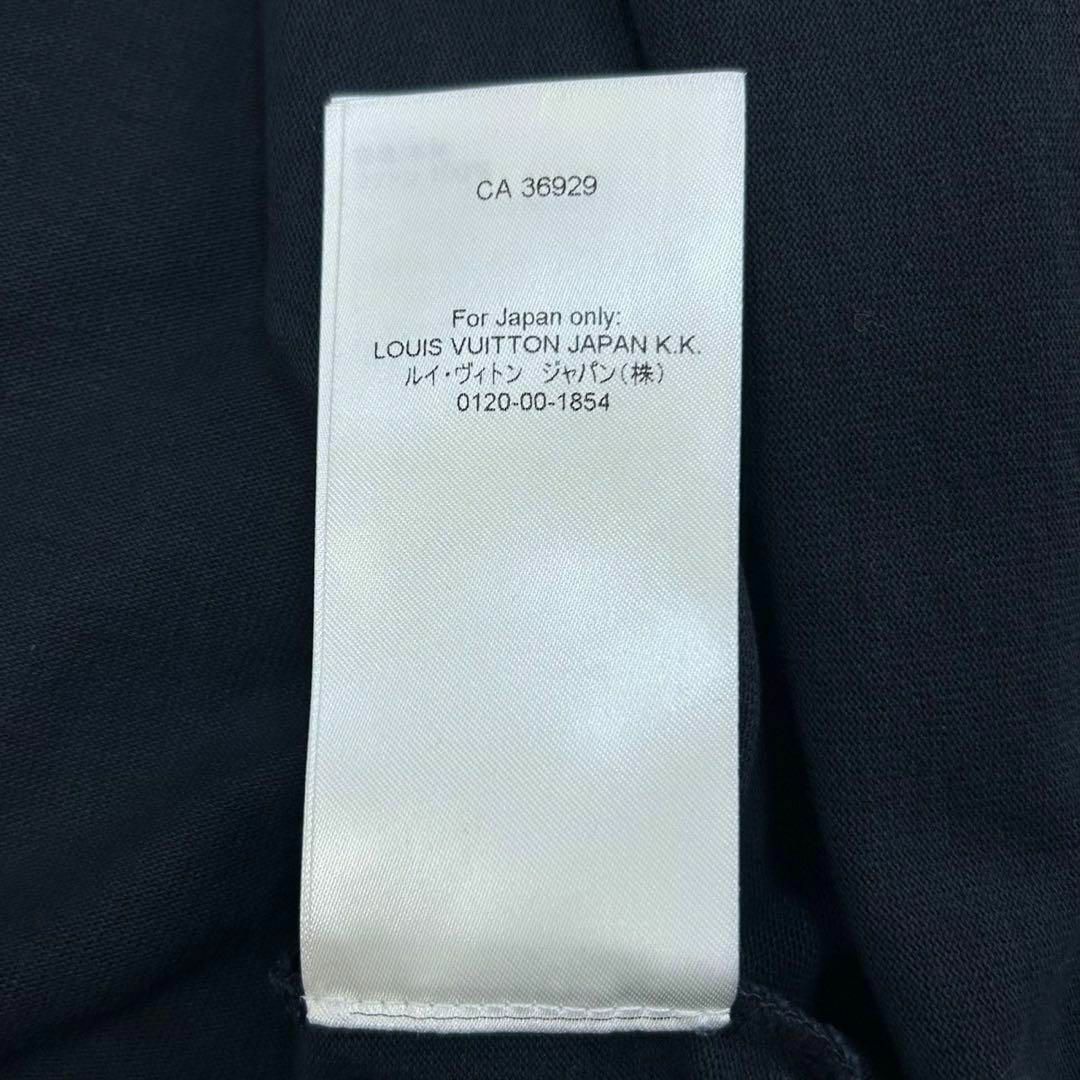 CA 36929
For Japan only:
LOUIS VUITTON JAPAN K.K.
ルイ・ヴィトン ジャパン(株)
0120-00-1854